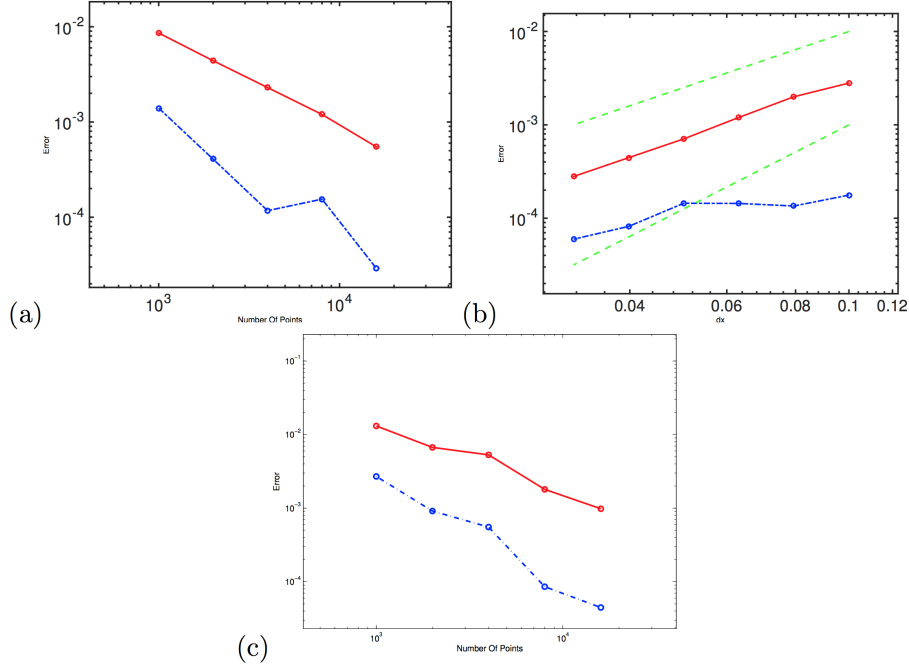 10^-2
10^-3
10^-4
Error
10^3
10^4
Number Of Points
(a)
10^-2
10^-3
10^-4
Error
0.04
0.06
0.08
0.1
0.12
dx
(b)
10^-1
10^-2
10^-3
10^-4
Error
10^3
10^4
Number Of Points
(c)